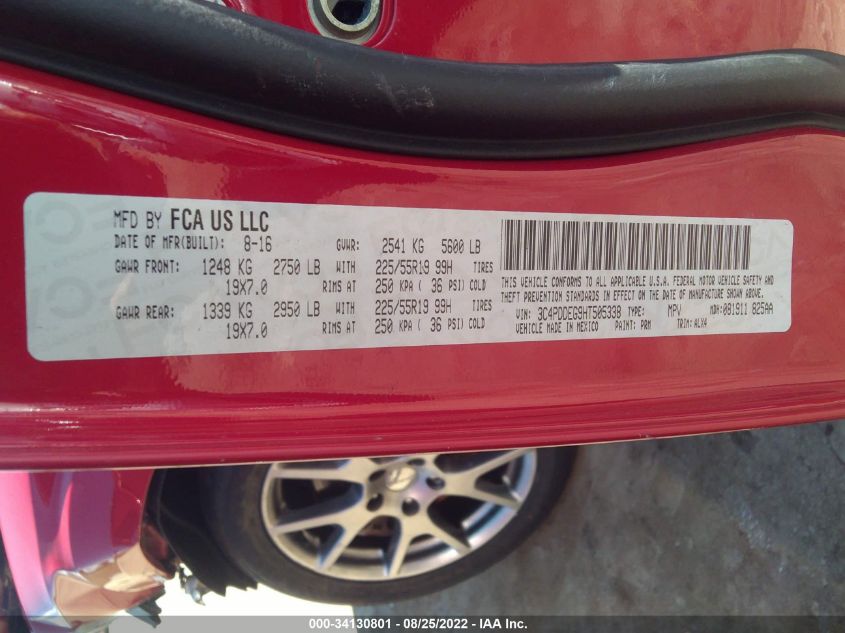 MFD BY FCA US LLC
DATE OF MFR(BUILT): 8-16 GVWR: 2541 KG 5600 LB
GAWR FRONT: 1248 KG 2750 LB WITH 225/55R19 99H TIRES
19X7.0 RIMS AT 250 KPA ( 36 PSI) COLD
GAWR REAR: 1339 KG 2950 LB WITH 225/55R19 99H TIRES
19X7.0 RIMS AT 250 KPA ( 36 PSI) COLD
THIS VEHICLE CONFORMS TO ALL APPLICABLE U.S.A. FEDERAL MOTOR VEHICLE SAFETY AND
THEFT PREVENTION STANDARDS IN EFFECT ON THE DATE OF MANUFACTURE SHOWN ABOVE.
VIN: 3C4PDDEG9HT505338 TYPE: MPV MDH: 081911 825AA
VEHICLE MADE IN MEXICO PAINT: PRM TRIM: ALX4
000-34130801 - 08/25/2022 - IAA Inc.